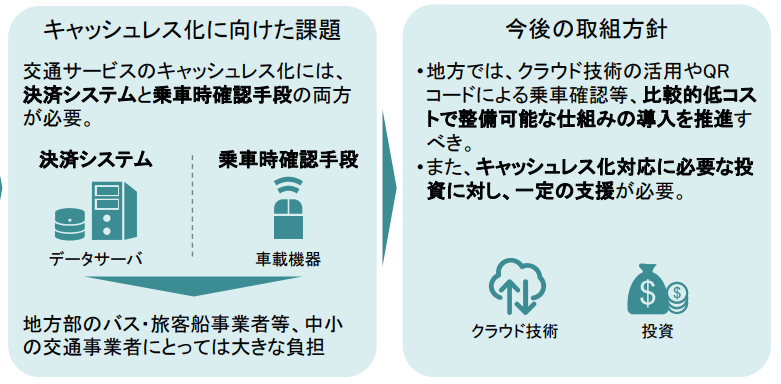 キャッシュレス化に向けた課題
交通サービスのキャッシュレス化には、
決済システムと乗車時確認手段の両方
が必要。
決済システム
乗車時確認手段
データサーバ
車載機器
地方部のバス・旅客船事業者等、中小
の交通事業者にとっては大きな負担
今後の取組方針
・地方では、クラウド技術の活用やQR
コードによる乗車確認等、比較的低コス
トで整備可能な仕組みの導入を推進す
べき。
・また、キャッシュレス化対応に必要な投
資に対し、一定の支援が必要。
クラウド技術
$
$
投資